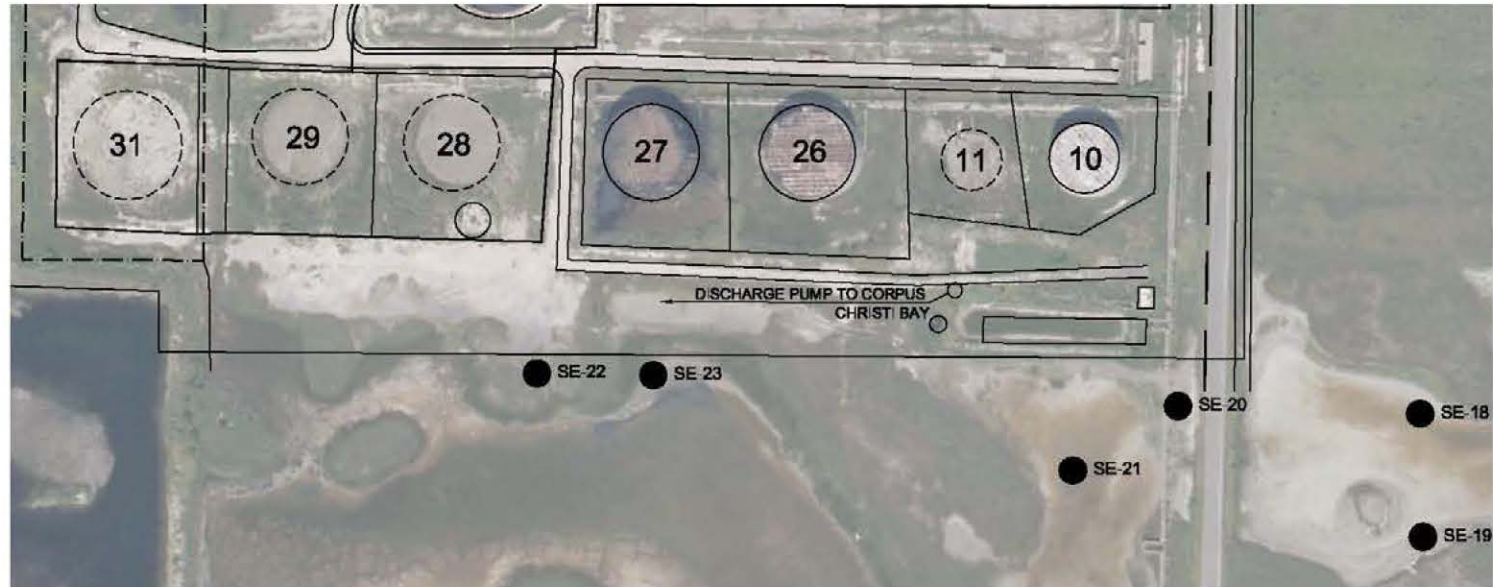 31
29
28
27
26
11
10
DISCHARGE PUMP TO CORPUS
CHRISTI BAY
SE-22
SE-23
SE-20
SE-18
SE-21
SE-19